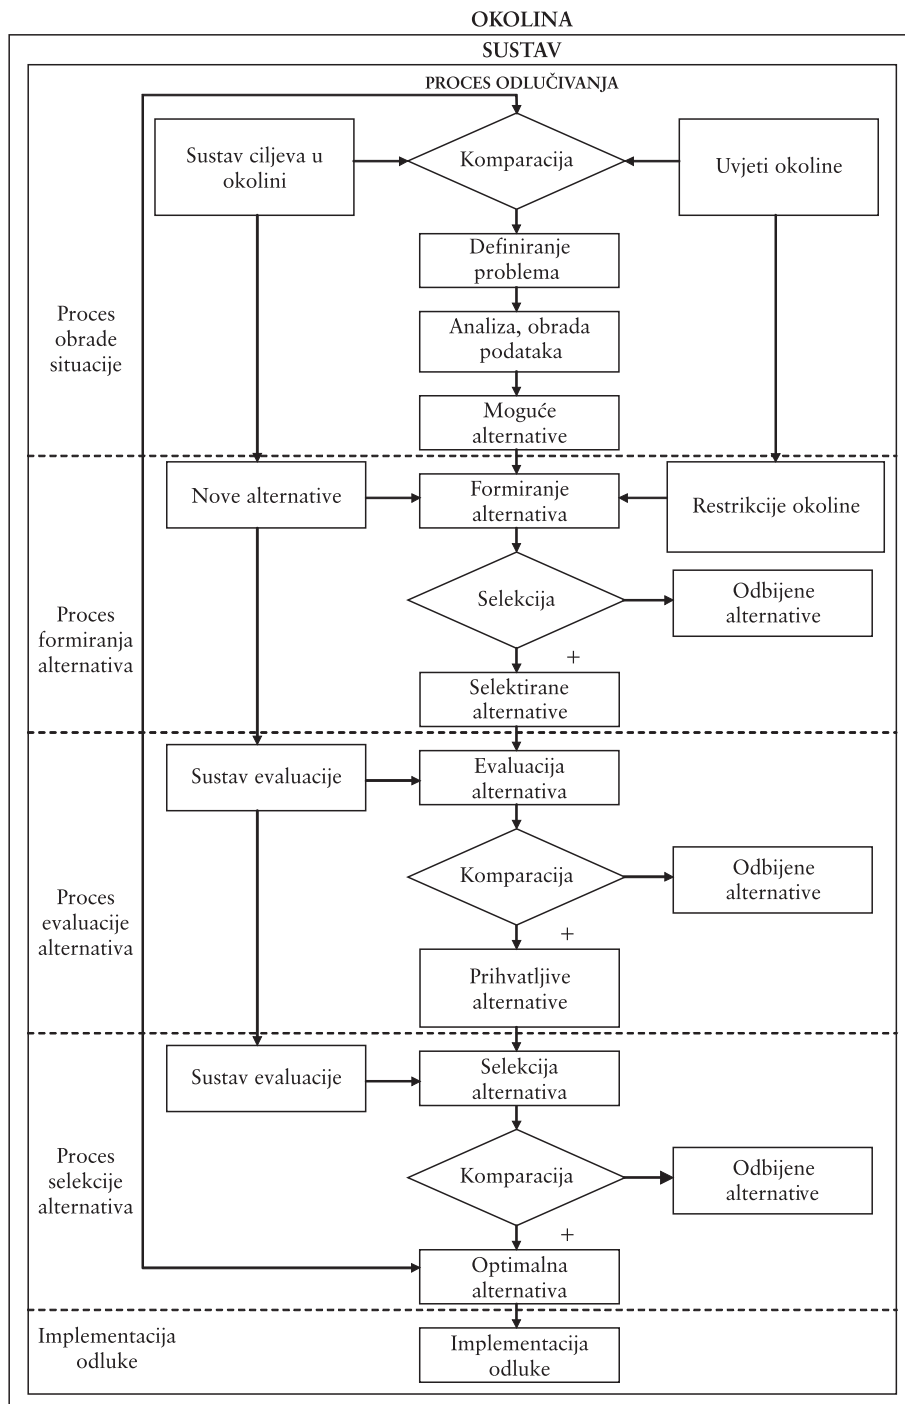 OKOLINA
SUSTAV
PROCES ODLUČIVANJA
Sustav ciljeva u
okolini
Komparacija
Uvjeti okoline
Definiranje
problema
Proces
obrade
situacije
Analiza, obrada
podataka
Moguće
alternative
Nove alternative
Formiranje
alternativa
Restrikcije okoline
Proces
formiranja
alternativa
Selekcija
Odbijene
alternative
+
Selektirane
alternative
Sustav evaluacije
Evaluacija
alternativa
Proces
evaluacije
alternativa
Komparacija
Odbijene
alternative
+
Prihvatljive
alternative
Sustav evaluacije
Selekcija
alternativa
Proces
selekcije
alternativa
Komparacija
Odbijene
alternative
+
Optimalna
alternativa
Implementacija
odluke
Implementacija
odluke